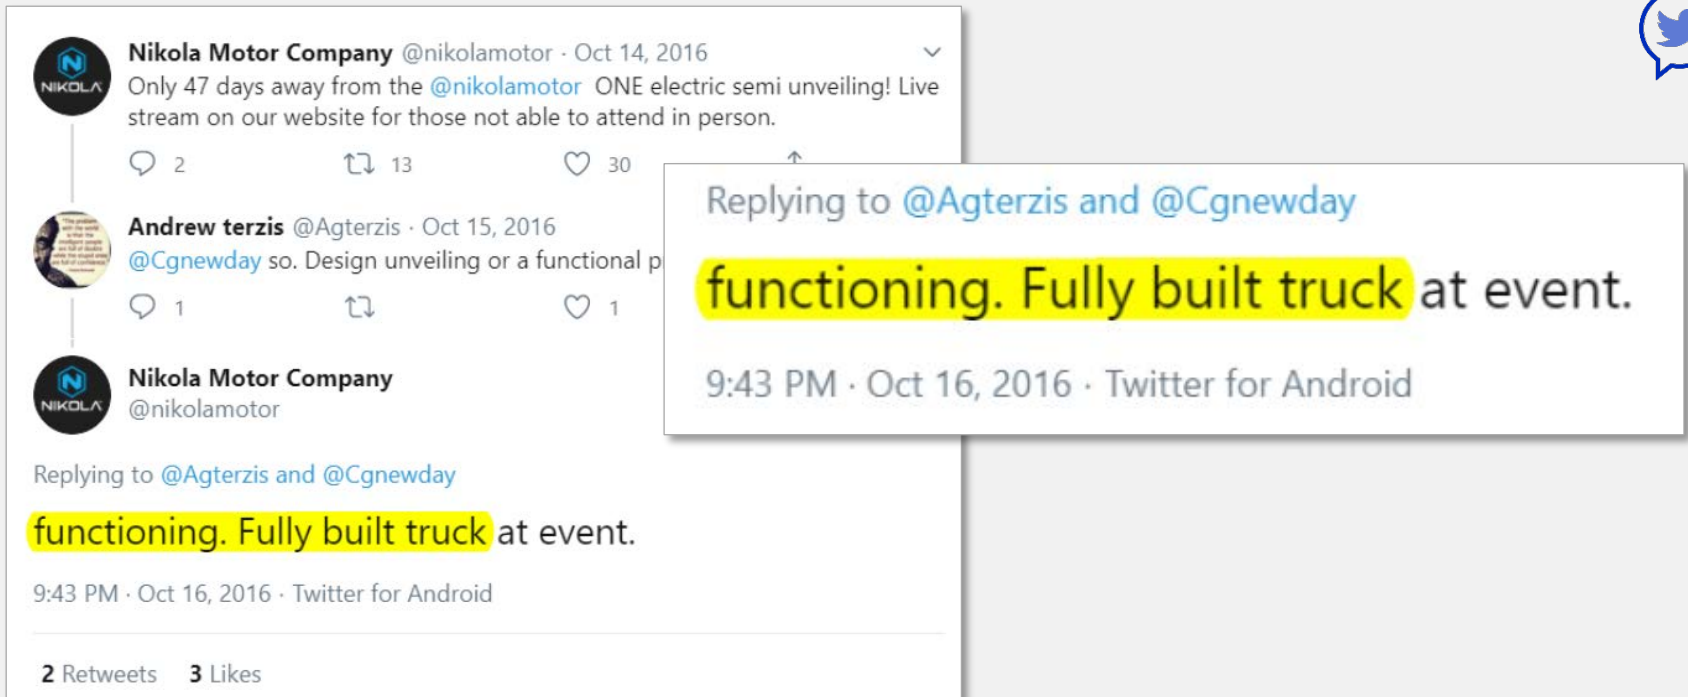 Nikola Motor Company @nikolamotor · Oct 14, 2016
Only 47 days away from the @nikolamotor ONE electric semi unveiling! Live
stream on our website for those not able to attend in person.
2 13 30
NIKOLA
Andrew terzis @Agterzis · Oct 15, 2016
@Cgnewday so. Design unveiling or a functional p
1 1
Nikola Motor Company
@nikolamotor
NIKOLA
Replying to @Agterzis and @Cgnewday
functioning. Fully built truck at event.
9:43 PM · Oct 16, 2016 · Twitter for Android
2 Retweets 3 Likes
Replying to @Agterzis and @Cgnewday
functioning. Fully built truck at event.
9:43 PM · Oct 16, 2016 · Twitter for Android